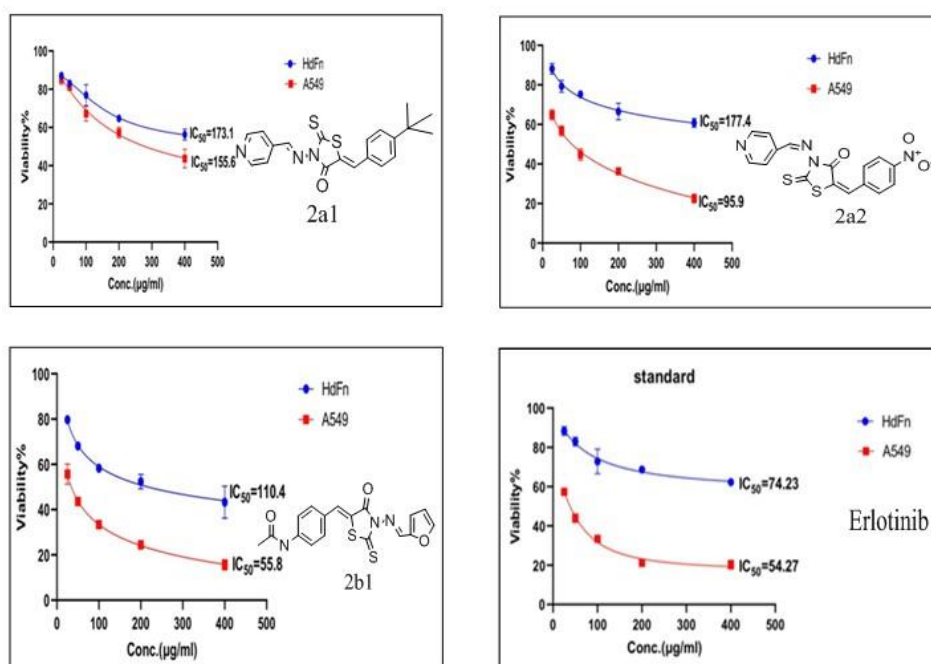 100
80
60
40
20
0
Viability%
0 100 200 300 400 500
Conc.(µg/ml)
HdFn
A549
IC50=173.1
IC50=155.6
N
N
N
S
S
O
2a1
100
80
60
40
20
0
Viability%
0 100 200 300 400 500
Conc.(µg/ml)
HdFn
A549
IC50=177.4
IC50=95.9
N
N
N
O
S
S
N+
O
O-
2a2
100
80
60
40
20
0
Viability%
0 100 200 300 400 500
Conc.(µg/ml)
HdFn
A549
IC50=110.4
IC50=55.8
O
N
H
O
S
N
N
S
O
2b1
standard
100
80
60
40
20
0
Viability%
0 100 200 300 400 500
Conc.(µg/ml)
HdFn
A549
IC50=74.23
IC50=54.27
Erlotinib